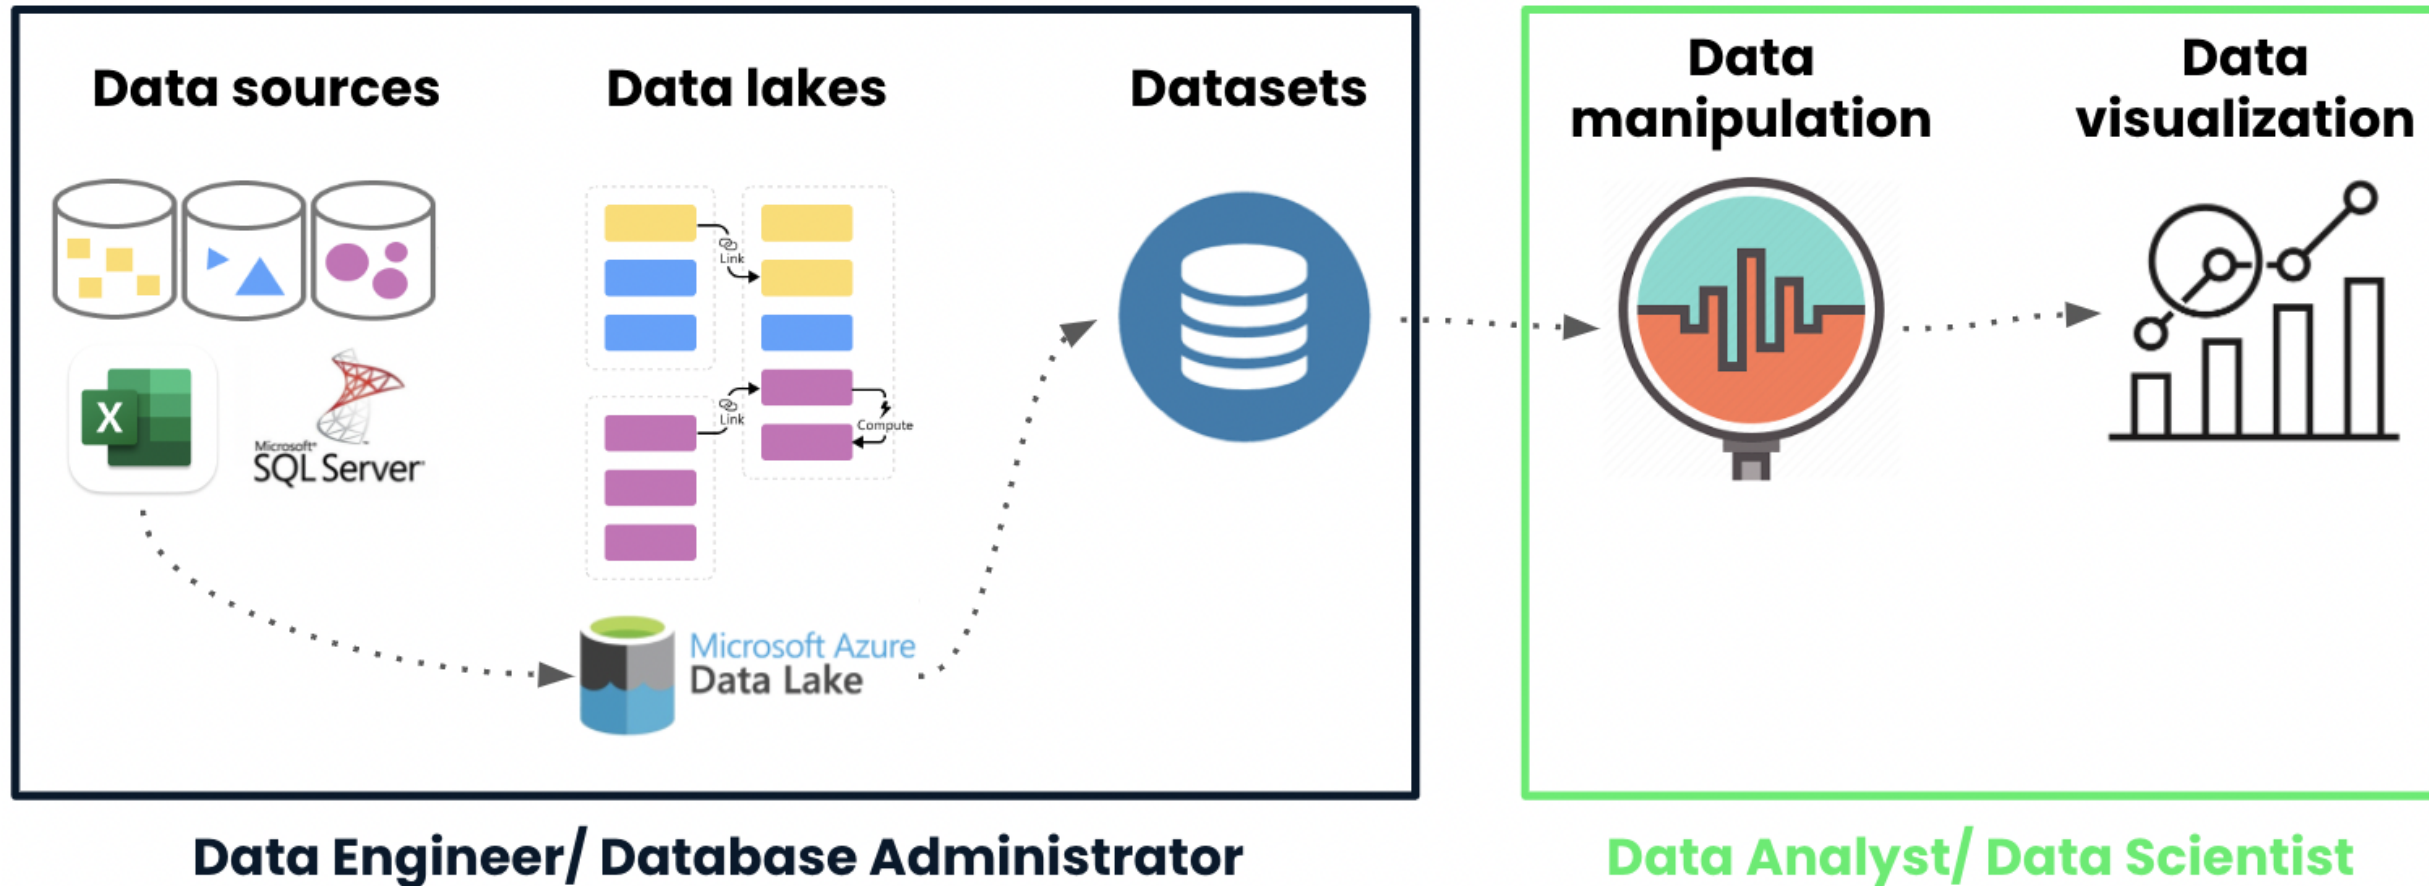 Data sources
Data lakes
Datasets
Data
manipulation
Data
visualization
Link
Link
Compute
X
Microsoft®
SQL Server®
Microsoft Azure
Data Lake
Data Engineer/ Database Administrator
Data Analyst/ Data Scientist